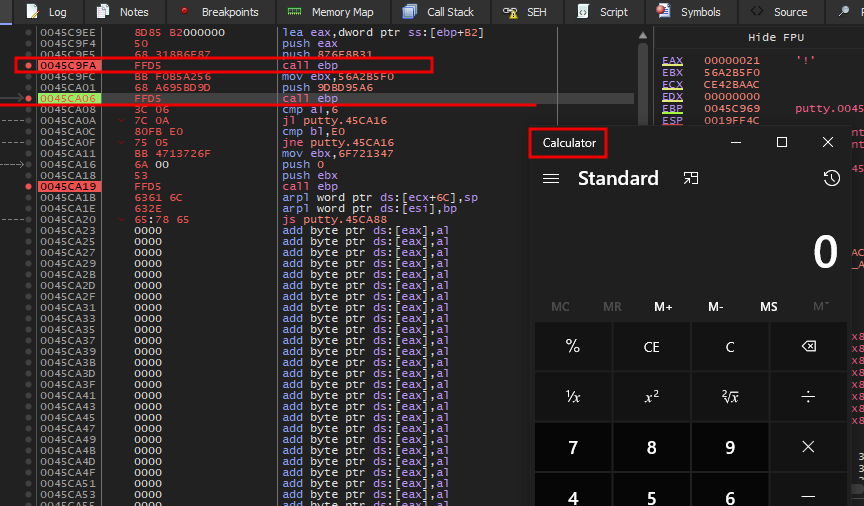 Log Notes Breakpoints Memory Map Call Stack SEH Script Symbols Source
Hide FPU
0045C9EE 8D85 B2000000 lea eax,dword ptr ss:[ebp+B2]
0045C9F4 50 push eax
0045C9F5 68 318B6F87 push 876F8B31
0045C9FA FFD5 call ebp
0045C9FC BB F0B5A256 mov ebx,56A2B5F0
0045CA01 68 A695BD9D push 9DBD95A6
0045CA06 FFD5 call ebp
0045CA08 3C 06 cmp al,6
0045CA0A 7C 0A jl putty.45CA16
0045CA0C 80FB E0 cmp bl,E0
0045CA0F 75 05 jne putty.45CA16
0045CA11 BB 4713726F mov ebx,6F721347
0045CA16 6A 00 push 0
0045CA18 53 push ebx
0045CA19 FFD5 call ebp
0045CA1B 6361 6C arpl word ptr ds:[ecx+6C],sp
0045CA1E 632E arpl word ptr ds:[esi],bp
0045CA20 65:78 65 js putty.45CA88
0045CA23 0000 add byte ptr ds:[eax],al
0045CA25 0000 add byte ptr ds:[eax],al
0045CA27 0000 add byte ptr ds:[eax],al
0045CA29 0000 add byte ptr ds:[eax],al
0045CA2B 0000 add byte ptr ds:[eax],al
0045CA2D 0000 add byte ptr ds:[eax],al
0045CA2F 0000 add byte ptr ds:[eax],al
0045CA31 0000 add byte ptr ds:[eax],al
0045CA33 0000 add byte ptr ds:[eax],al
0045CA35 0000 add byte ptr ds:[eax],al
0045CA37 0000 add byte ptr ds:[eax],al
0045CA39 0000 add byte ptr ds:[eax],al
0045CA3B 0000 add byte ptr ds:[eax],al
0045CA3D 0000 add byte ptr ds:[eax],al
0045CA3F 0000 add byte ptr ds:[eax],al
0045CA41 0000 add byte ptr ds:[eax],al
0045CA43 0000 add byte ptr ds:[eax],al
0045CA45 0000 add byte ptr ds:[eax],al
0045CA47 0000 add byte ptr ds:[eax],al
0045CA49 0000 add byte ptr ds:[eax],al
0045CA4B 0000 add byte ptr ds:[eax],al
0045CA4D 0000 add byte ptr ds:[eax],al
0045CA4F 0000 add byte ptr ds:[eax],al
0045CA51 0000 add byte ptr ds:[eax],al
0045CA53 0000 add byte ptr ds:[eax],al
0045CA55 0000 add byte ptr ds:[eax],al
EAX 00000021 '!'
EBX 56A2B5F0
ECX CE42BAAC
EDX 00000000
EBP 0045C969 putty.0045
ESP 0019FF4C
Calculator
Standard
0
MC MR M+ M- MS M˅
% CE C ⌫
¹/x x² ²√x ÷
7 8 9 ×
4 5 6 −